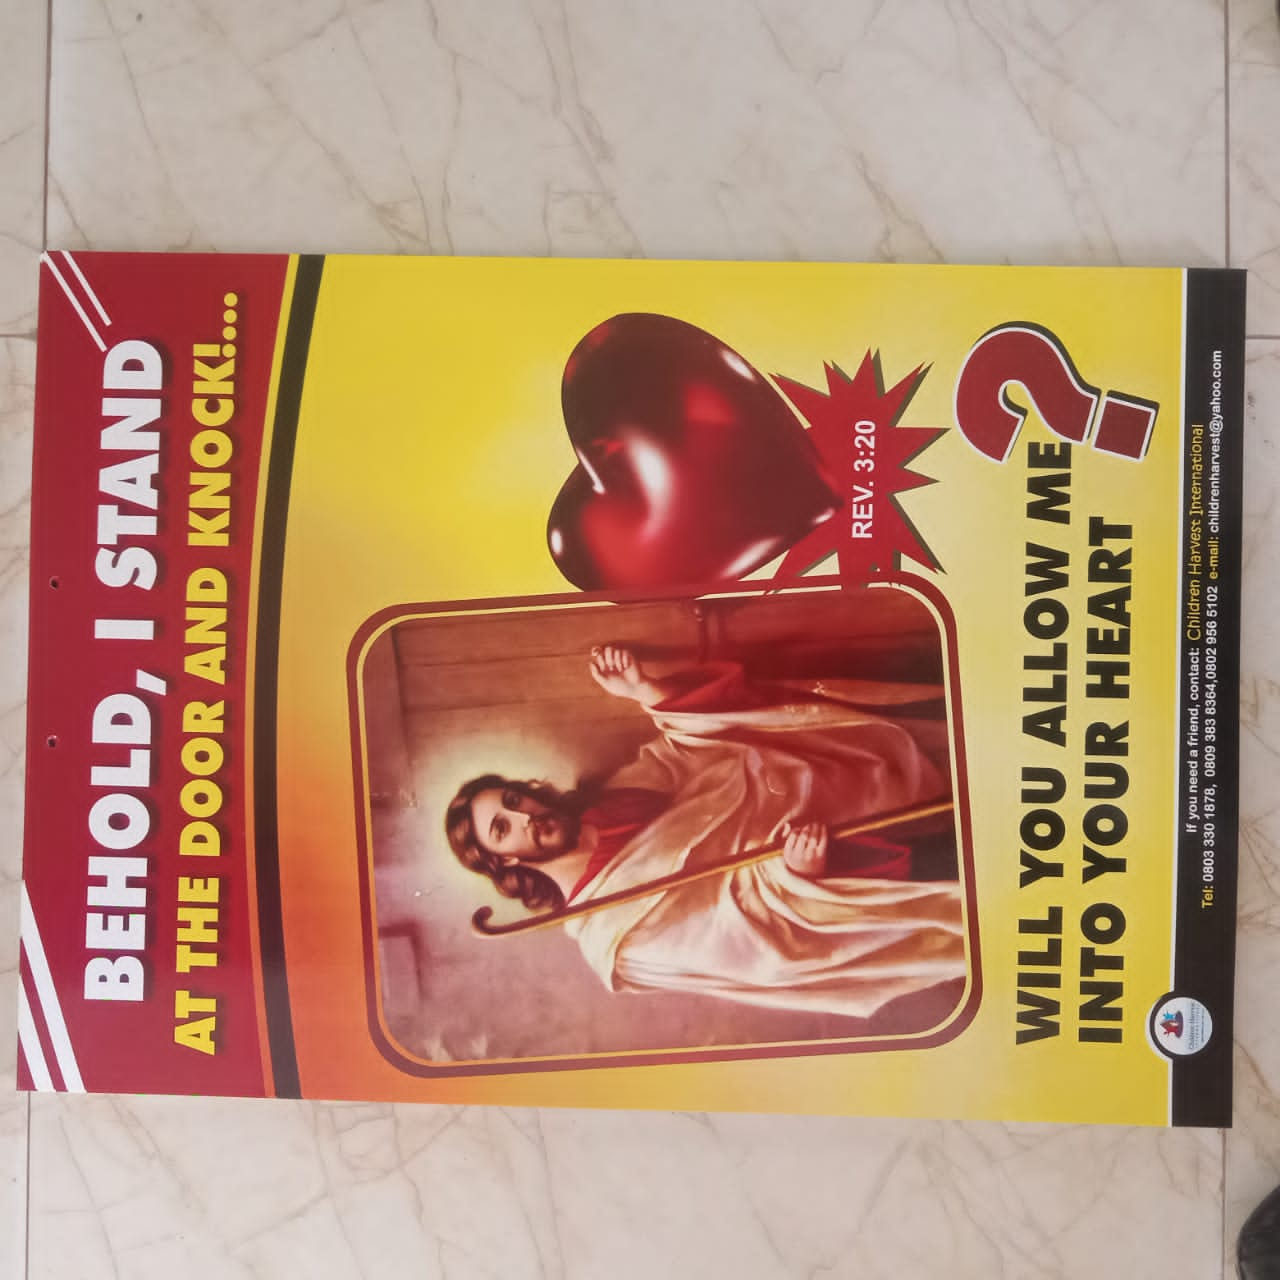 BEHOLD, I STAND
AT THE DOOR AND KNOCK!...
REV. 3:20
WILL YOU ALLOW ME
INTO YOUR HEART?
If you need a friend, contact: Children Harvest International
Tel: 0803 330 1878, 0809 383 8364,0802 956 5102 e-mail: childrenharvest@yahoo.com
Children Harvest